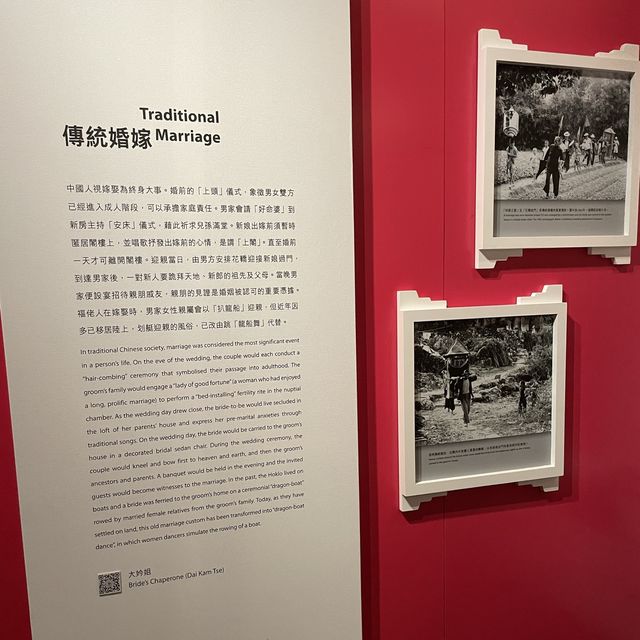 Traditional
傳統婚嫁 Marriage
中國人視嫁娶為終身大事。婚前的「上頭」儀式，象徵男女雙方
已經進入成人階段，可以承擔家庭責任。男家會請「好命婆」到
新房主持「安床」儀式，藉此祈求兒孫滿堂。新娘出嫁前須暫時
匿居閣樓上，並唱歌抒發出嫁前的心情，是謂「上閣」。直至婚前
一天才可離開閣樓。迎親當日，由男方安排花轎迎接新娘過門，
到達男家後，一對新人要跪拜天地、新郎的祖先及父母。當晚男
家便設宴招待親朋戚友，親朋的見證是婚姻被認可的重要憑據。
福佬人在嫁娶時，男家女性親屬會以「扒龍船」迎親，但近年因
多已移居陸上，划艇迎親的風俗，已改由跳「龍船舞」代替。
In traditional Chinese society, marriage was considered the most significant event
in a person's life. On the eve of the wedding, the couple would each conduct a
"hair-combing" ceremony that symbolised their passage into adulthood. The
groom's family would engage a "lady of good fortune" (a woman who had enjoyed
a long, prolific marriage) to perform a "bed-installing" fertility rite in the nuptial
chamber. As the wedding day drew close, the bride-to be would live secluded in
the loft of her parents' house and express her pre-marital anxieties through
traditional songs. On the wedding day, the bride would be carried to the groom's
house in a decorated bridal sedan chair. During the wedding ceremony, the
couple would kneel and bow first to heaven and earth, and then the groom's
ancestors and parents. A banquet would be held in the evening and the invited
guests would become witnesses to the marriage. In the past, the Hoklo lived on
boats and a bride was ferried to the groom's home on a ceremonial "dragon-boat"
rowed by married female relatives from the groom's family. Today, as they have
settled on land, this old marriage custom has been transformed into "dragon-boat
dance", in which women dancers simulate the rowing of a boat.
大妗姐
Bride's Chaperone (Dai Kam Tse)